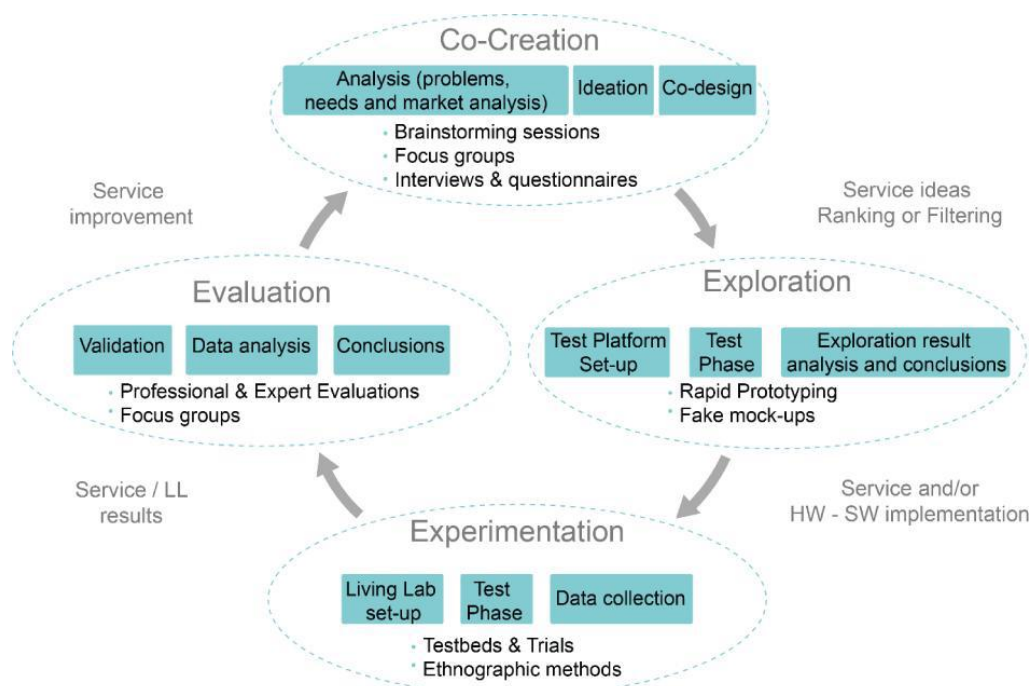 Co-Creation
Analysis (problems,
needs and market analysis)
Ideation
Co-design
• Brainstorming sessions
• Focus groups
• Interviews & questionnaires
Service
improvement
Service ideas
Ranking or Filtering
Evaluation
Validation
Data analysis
Conclusions
• Professional & Expert Evaluations
• Focus groups
Exploration
Test Platform
Set-up
Test
Phase
Exploration result
analysis and conclusions
• Rapid Prototyping
• Fake mock-ups
Service / LL
results
Service and/or
HW - SW implementation
Experimentation
Living Lab
set-up
Test
Phase
Data collection
• Testbeds & Trials
• Ethnographic methods